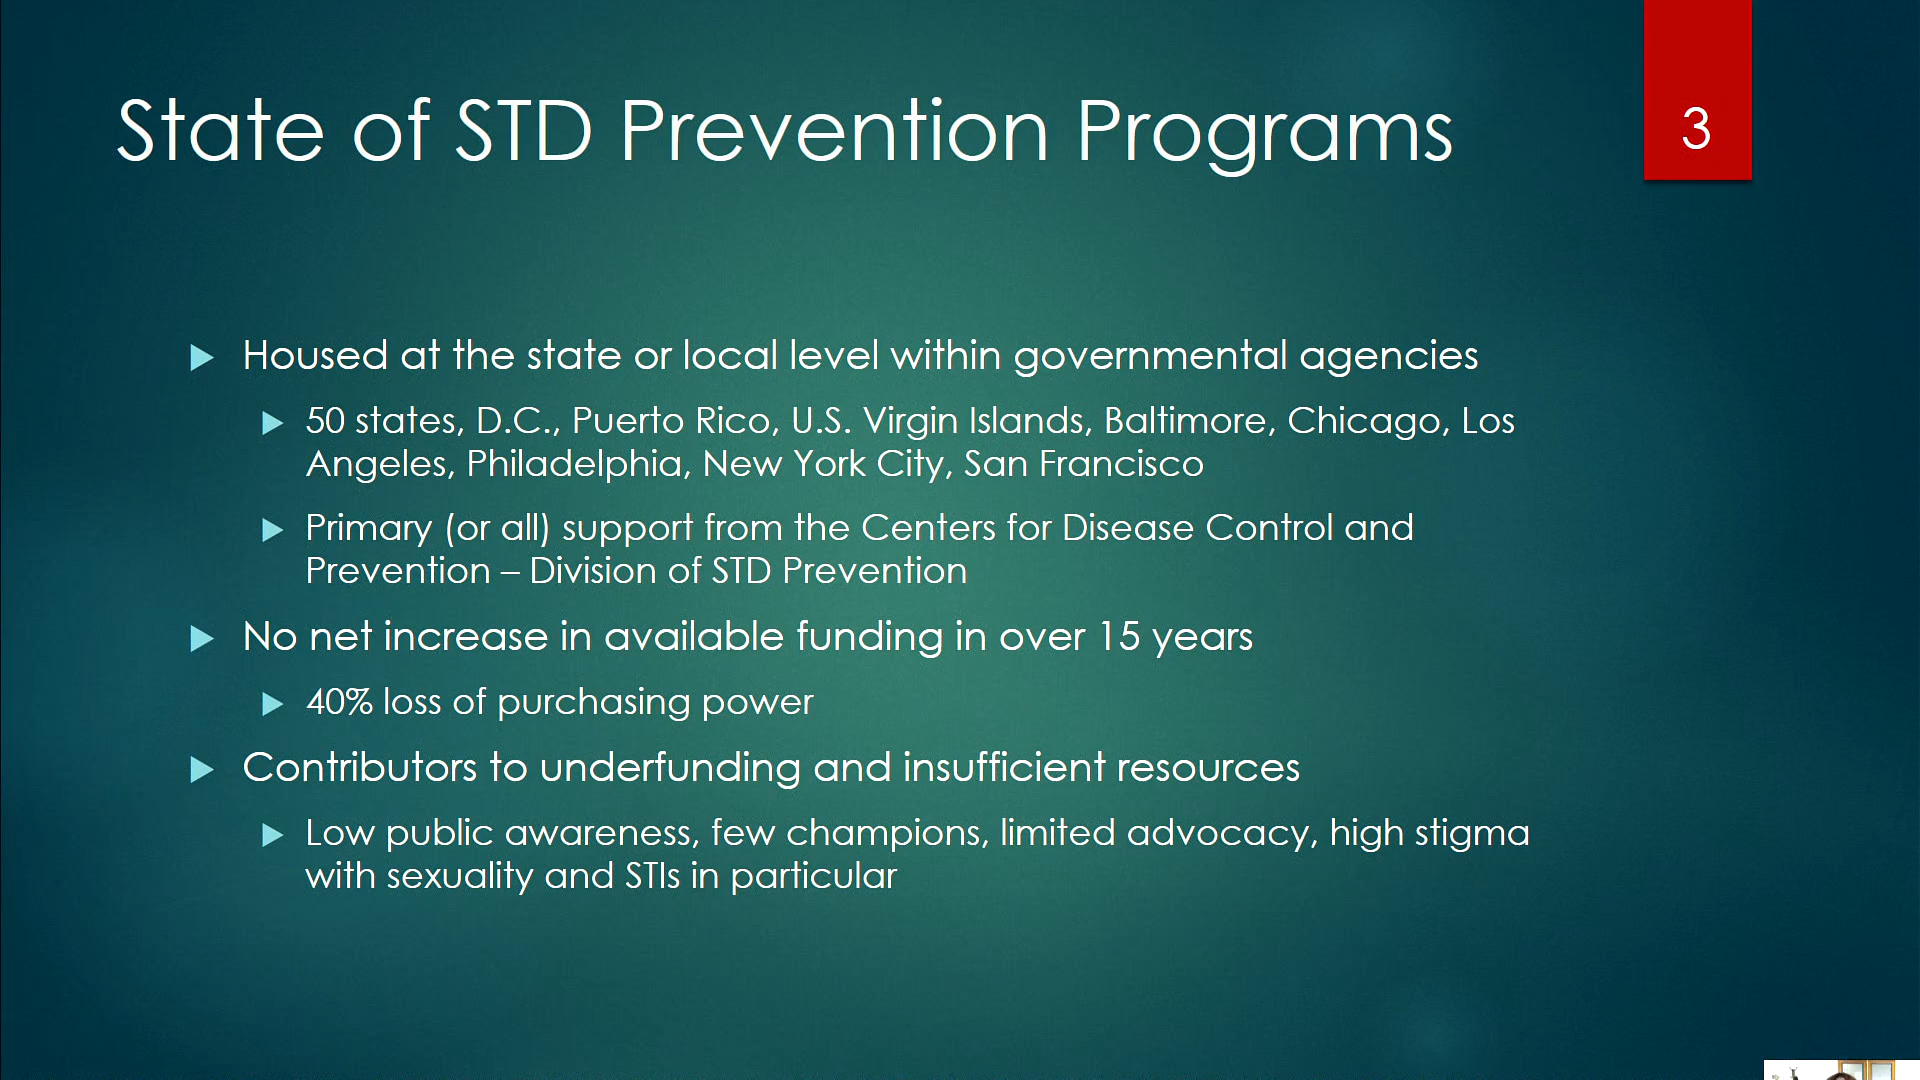 State of STD Prevention Programs
3
Housed at the state or local level within governmental agencies
50 states, D.C., Puerto Rico, U.S. Virgin Islands, Baltimore, Chicago, Los
Angeles, Philadelphia, New York City, San Francisco
Primary (or all) support from the Centers for Disease Control and
Prevention – Division of STD Prevention
No net increase in available funding in over 15 years
40% loss of purchasing power
Contributors to underfunding and insufficient resources
Low public awareness, few champions, limited advocacy, high stigma
with sexuality and STIs in particular